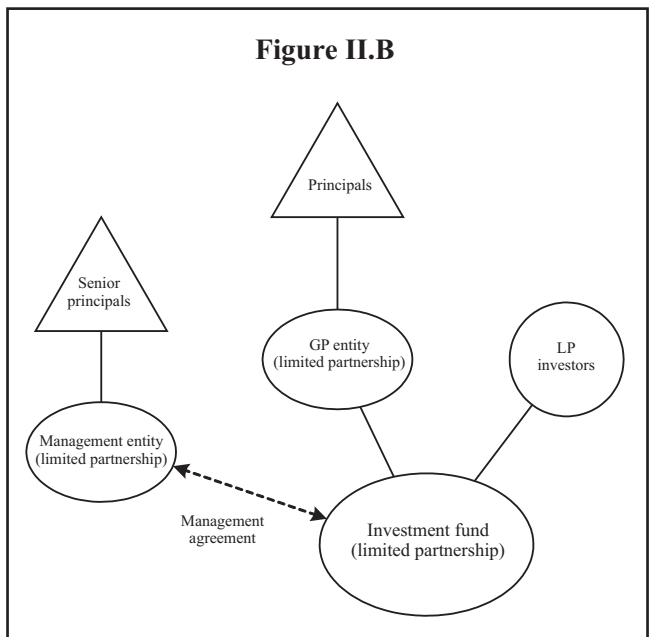 Figure II.B
Principals
Senior
principals
GP entity
(limited partnership)
LP
investors
Management entity
(limited partnership)
Management
agreement
Investment fund
(limited partnership)